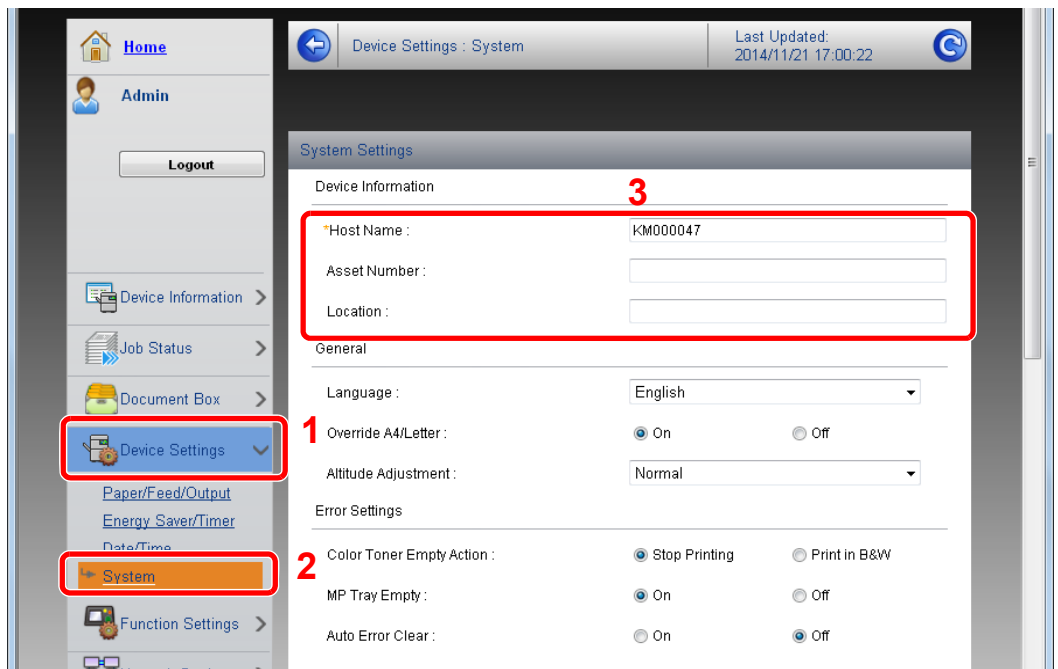 Home
Admin
Logout
Device Information
Job Status
Document Box
1
Device Settings
Paper/Feed/Output
Energy Saver/Timer
Date/Time
2
System
Function Settings
Device Settings : System
Last Updated:
2014/11/21 17:00:22
System Settings
Device Information
3
*Host Name : KM000047
Asset Number :
Location :
General
Language : English
Override A4/Letter : On Off
Altitude Adjustment : Normal
Error Settings
Color Toner Empty Action : Stop Printing Print in B&W
MP Tray Empty : On Off
Auto Error Clear : On Off